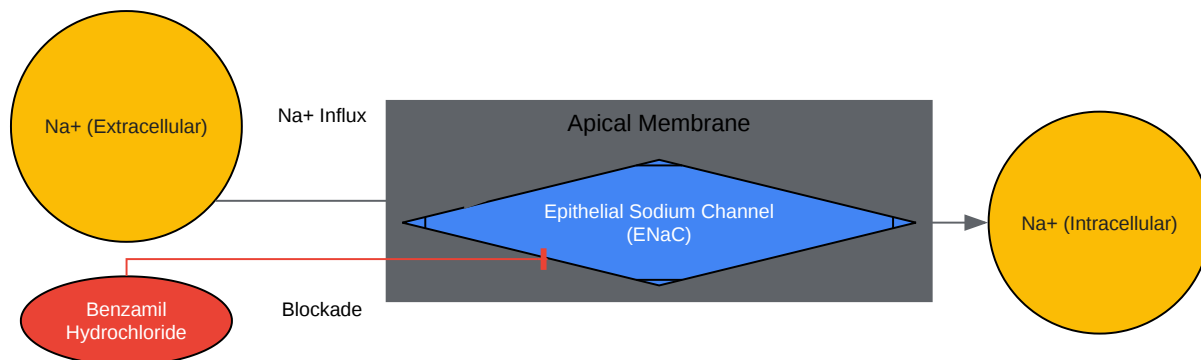 Na+ (Extracellular)
Na+ Influx
Apical Membrane
Epithelial Sodium Channel
(ENaC)
Na+ (Intracellular)
Benzamil
Hydrochloride
Blockade